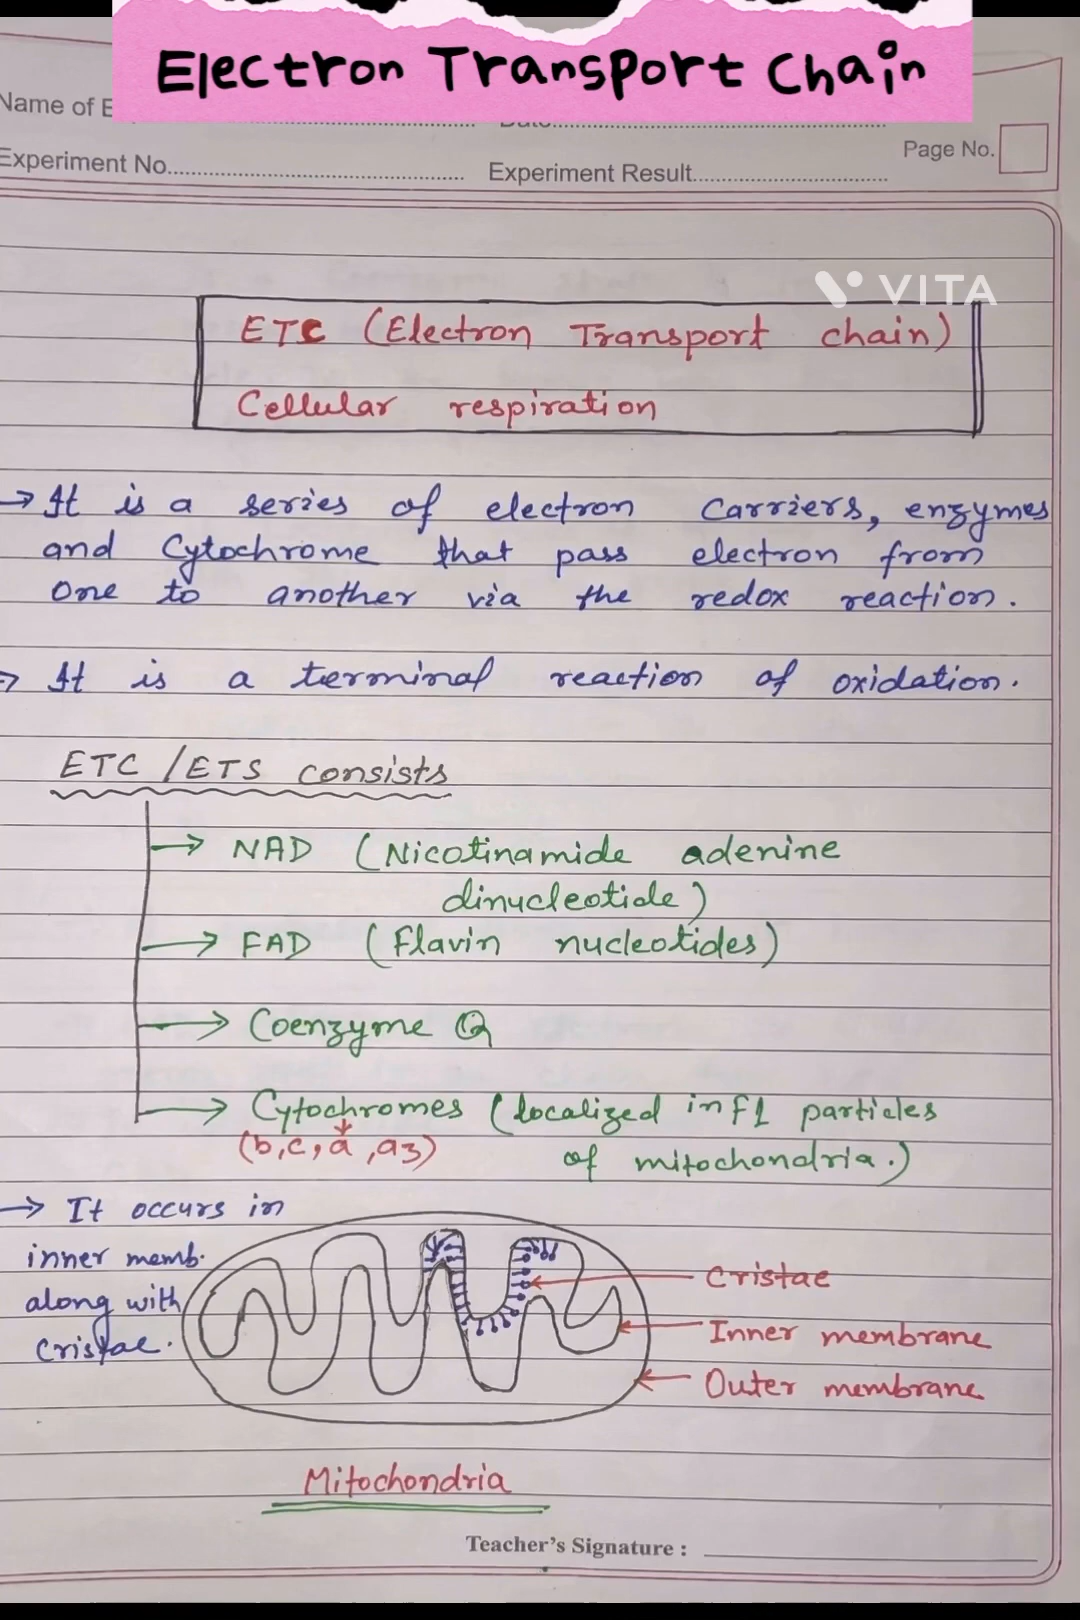 Electron Transport Chain
Name of E
Date
Page No.
Experiment No.
Experiment Result
VITA
ETC (Electron Transport chain)
Cellular respiration
→ It is a series of electron carriers, enzymes
and Cytochrome that pass electron from
one to another via the redox reaction.
→ It is a terminal reaction of oxidation.
ETC / ETS consists
→ NAD (Nicotinamide adenine
dinucleotide)
→ FAD (Flavin nucleotides)
→ Coenzyme Q
→ Cytochromes (localized in F1 particles
(b, c, a, a3) of mitochondria.)
→ It occurs in
inner memb.
along with
cristae.
Cristae
Inner membrane
Outer membrane
Mitochondria
Teacher's Signature :